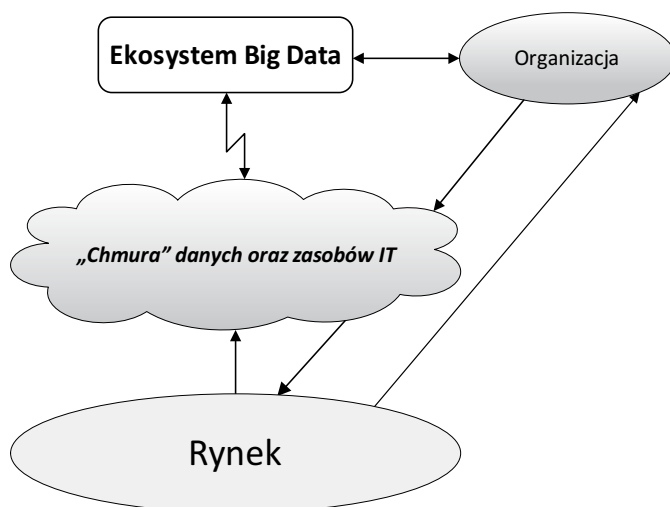 Ekosystem Big Data
Organizacja
„Chmura” danych oraz zasobów IT
Rynek